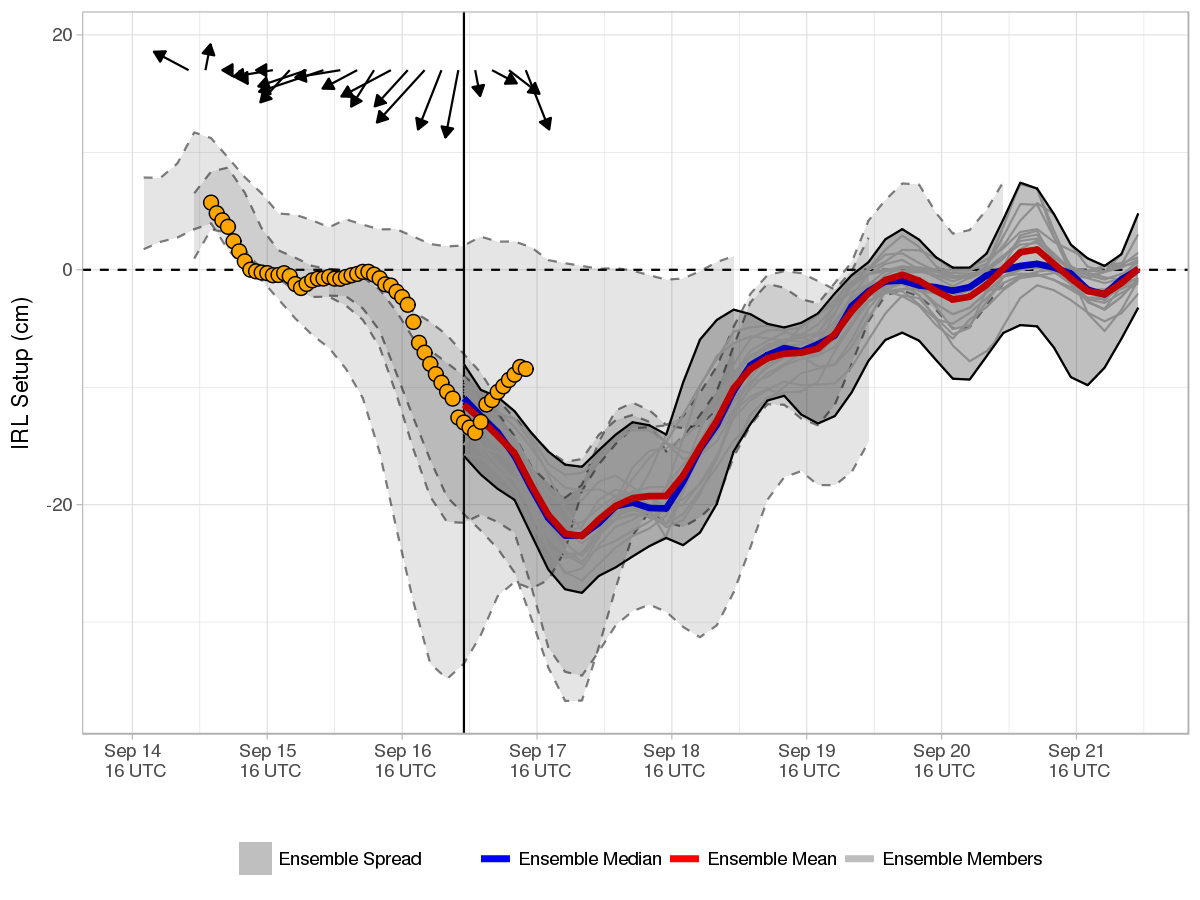 IRL Setup (cm)
20
0
-20
Sep 14 Sep 15 Sep 16 Sep 17 Sep 18 Sep 19 Sep 20 Sep 21
16 UTC 16 UTC 16 UTC 16 UTC 16 UTC 16 UTC 16 UTC 16 UTC
Ensemble Spread Ensemble Median Ensemble Mean Ensemble Members